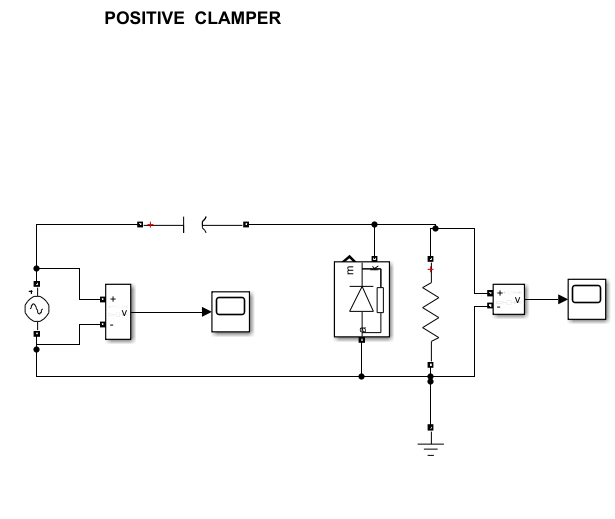 POSITIVE CLAMPER
+
+
m
k
+
+
v
-
+
v
-
a